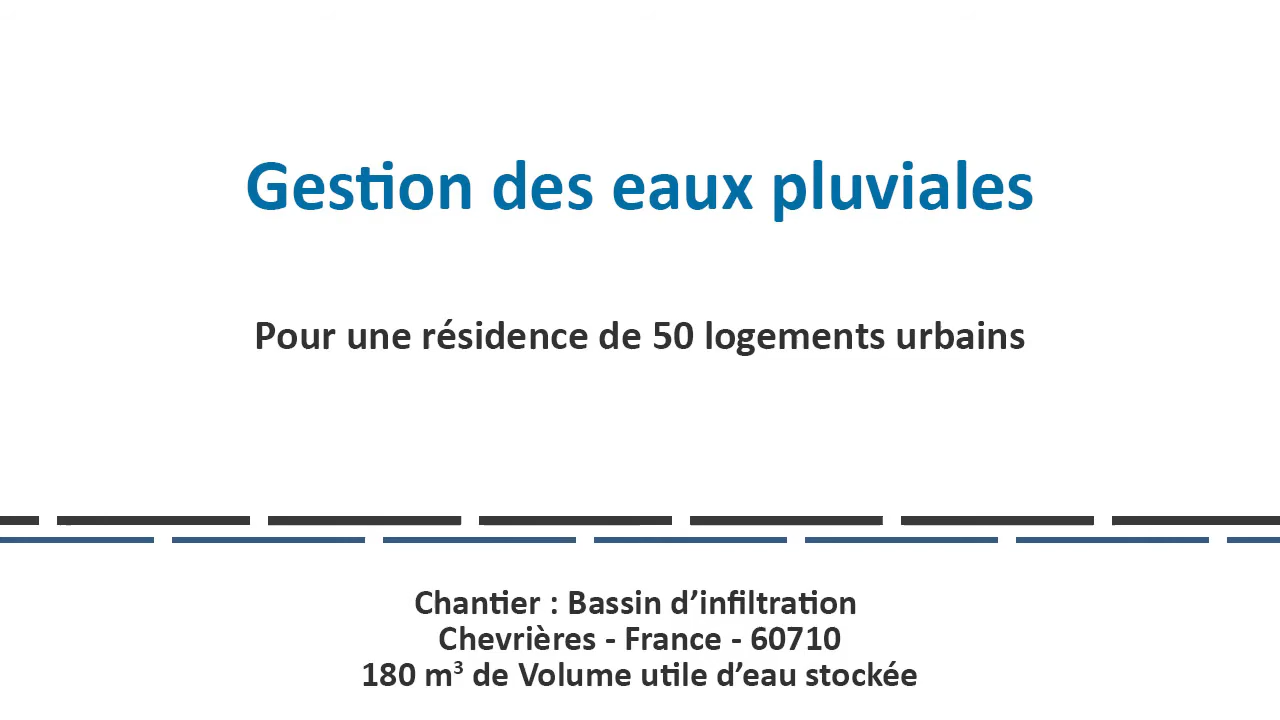 Gestion des eaux pluviales
Pour une résidence de 50 logements urbains
Chantier : Bassin d’infiltration
Chevrières - France - 60710
180 m³ de Volume utile d’eau stockée